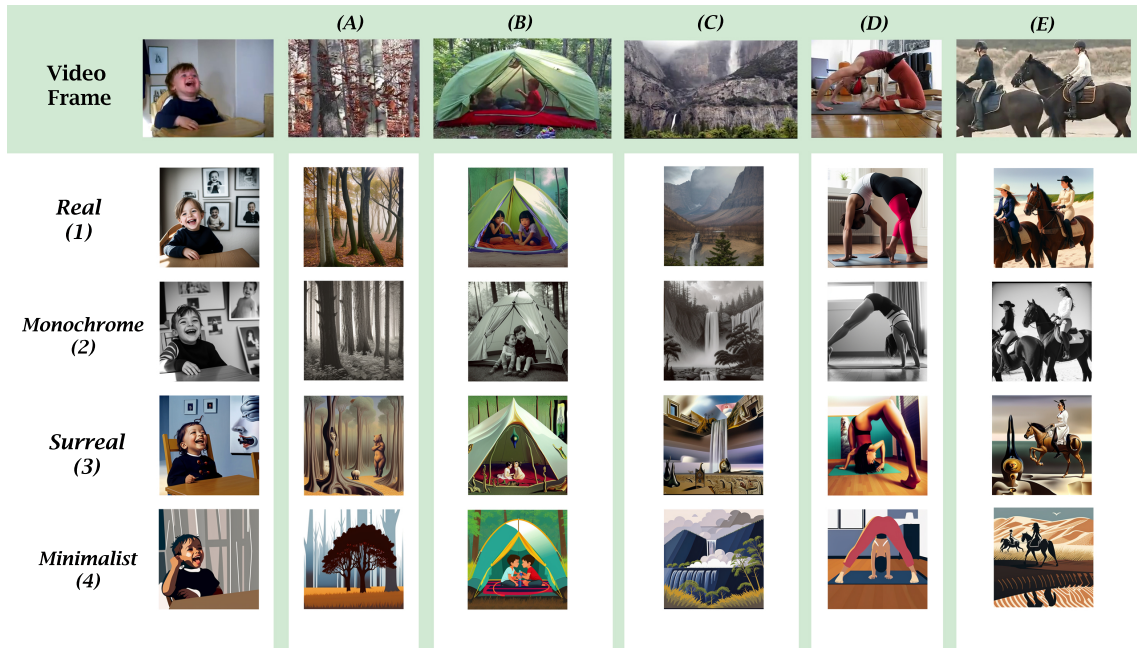 (A) (B) (C) (D) (E)
Video
Frame
Real
(1)
Monochrome
(2)
Surreal
(3)
Minimalist
(4)